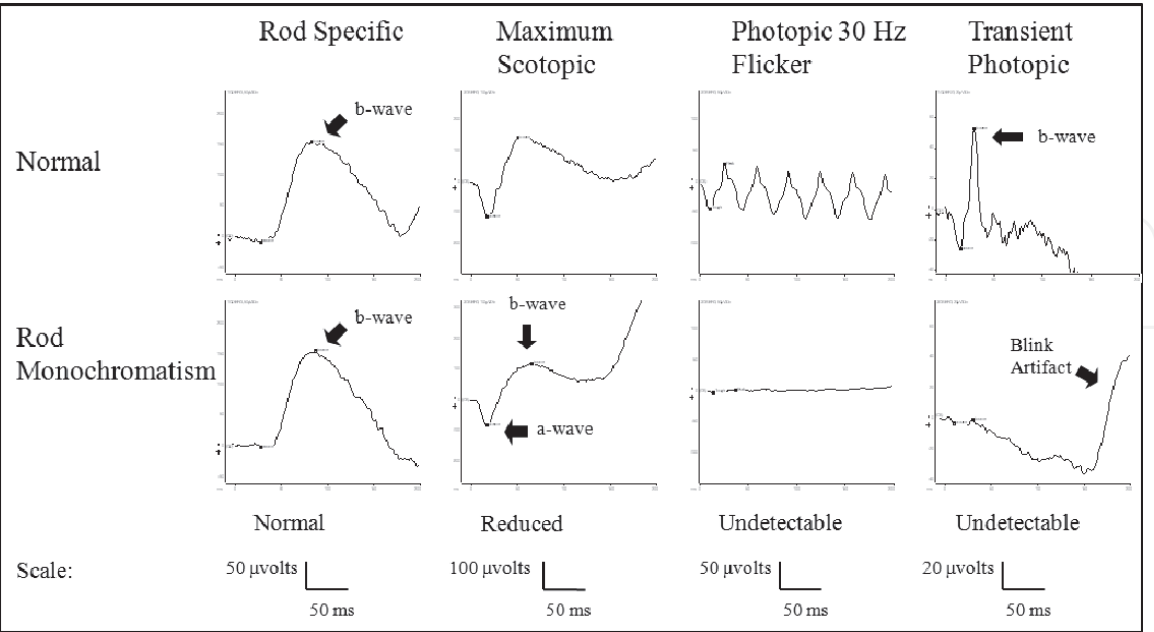 Rod Specific
Maximum
Scotopic
Photopic 30 Hz
Flicker
Transient
Photopic
Normal
b-wave
b-wave
Rod
Monochromatism
b-wave
b-wave
a-wave
Blink
Artifact
Normal
Reduced
Undetectable
Undetectable
Scale:
50 μvolts
50 ms
100 μvolts
50 ms
50 μvolts
50 ms
20 μvolts
50 ms